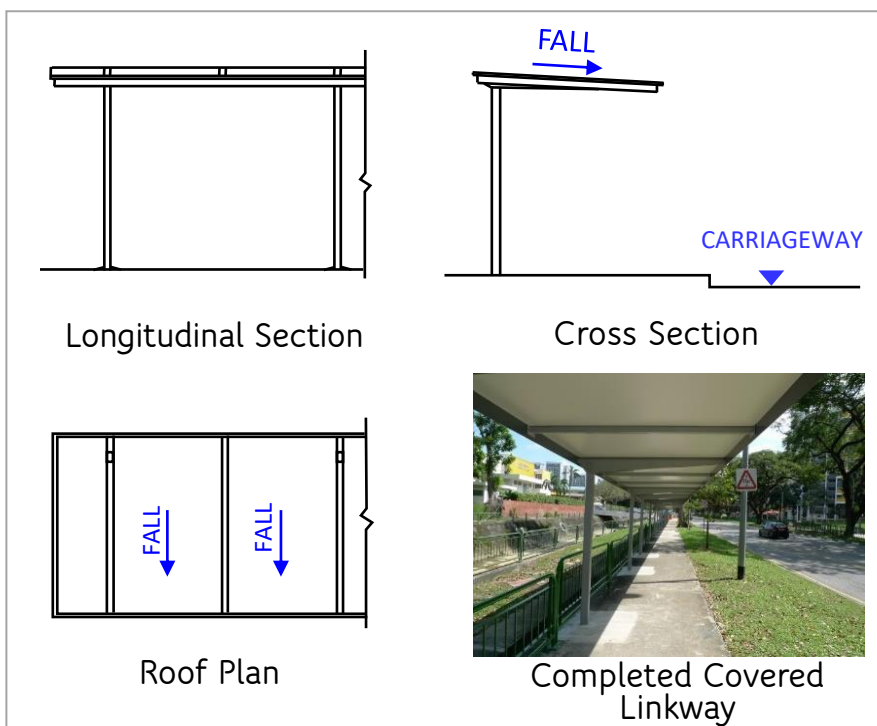 FALL
CARRIAGEWAY
Longitudinal Section
Cross Section
FALL
FALL
Roof Plan
Completed Covered
Linkway